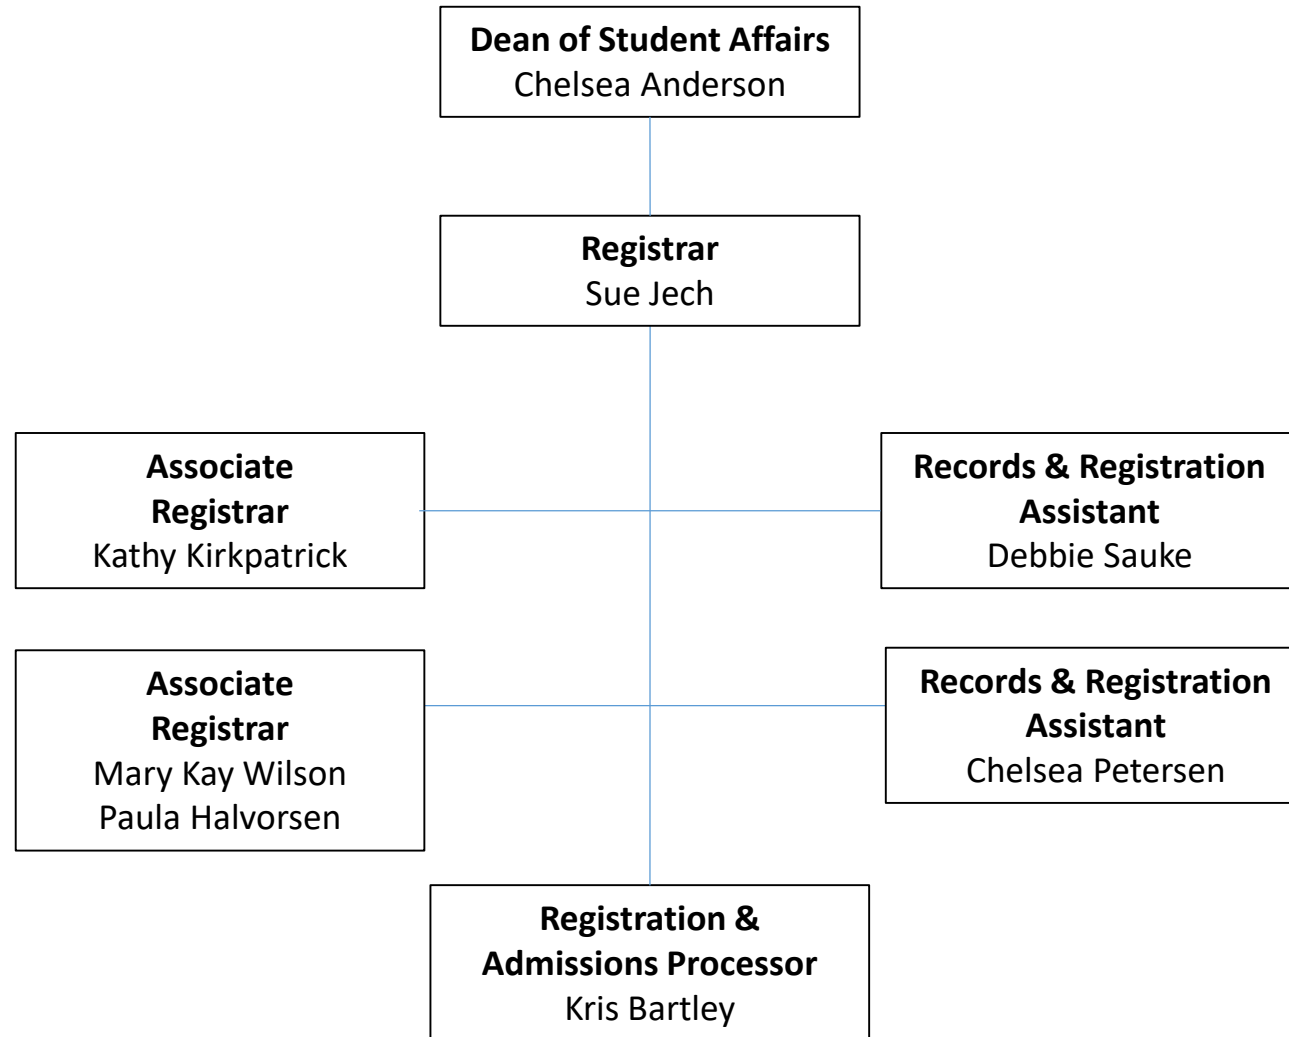 Dean of Student Affairs
Chelsea Anderson
Registrar
Sue Jech
Associate
Registrar
Kathy Kirkpatrick
Records & Registration
Assistant
Debbie Sauke
Associate
Registrar
Mary Kay Wilson
Paula Halvorsen
Records & Registration
Assistant
Chelsea Petersen
Registration &
Admissions Processor
Kris Bartley